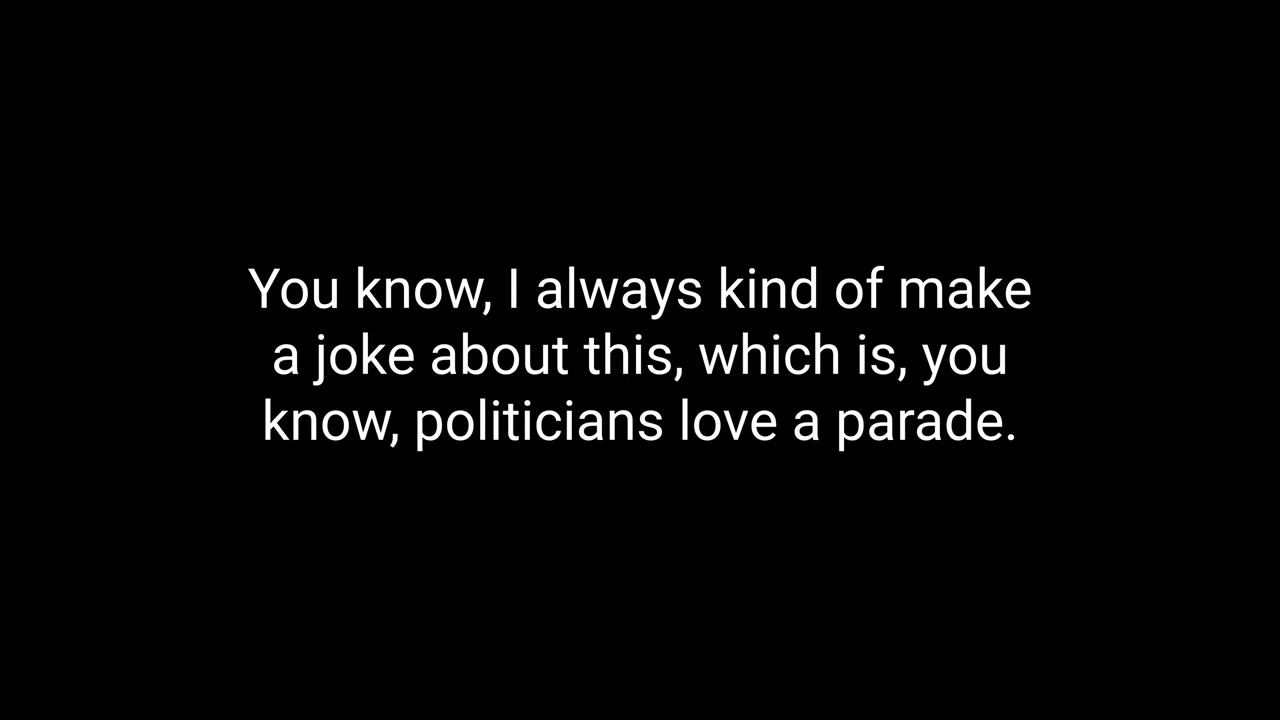 You know, I always kind of make
a joke about this, which is, you
know, politicians love a parade.